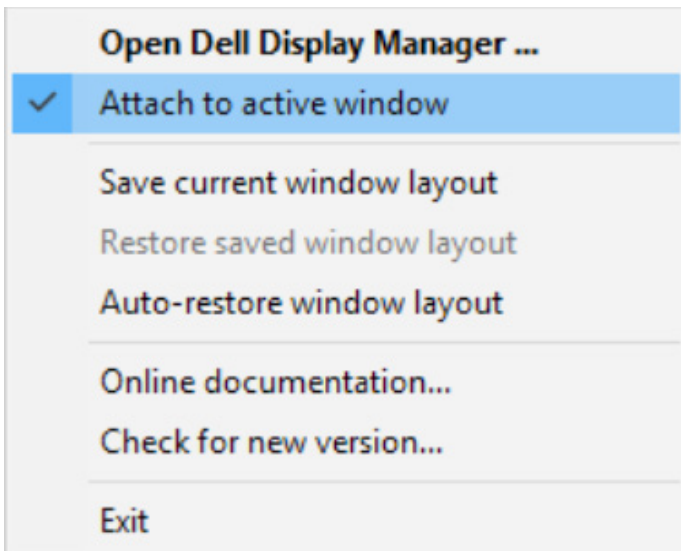 Open Dell Display Manager ...
Attach to active window
Save current window layout
Restore saved window layout
Auto-restore window layout
Online documentation...
Check for new version...
Exit